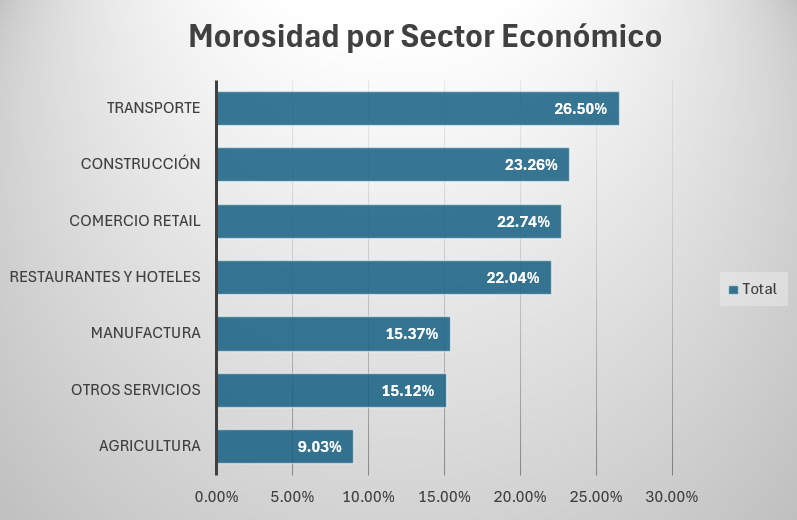 Morosidad por Sector Económico
TRANSPORTE 26.50%
CONSTRUCCIÓN 23.26%
COMERCIO RETAIL 22.74%
RESTAURANTES Y HOTELES 22.04%
Total
MANUFACTURA 15.37%
OTROS SERVICIOS 15.12%
AGRICULTURA 9.03%
0.00% 5.00% 10.00% 15.00% 20.00% 25.00% 30.00%